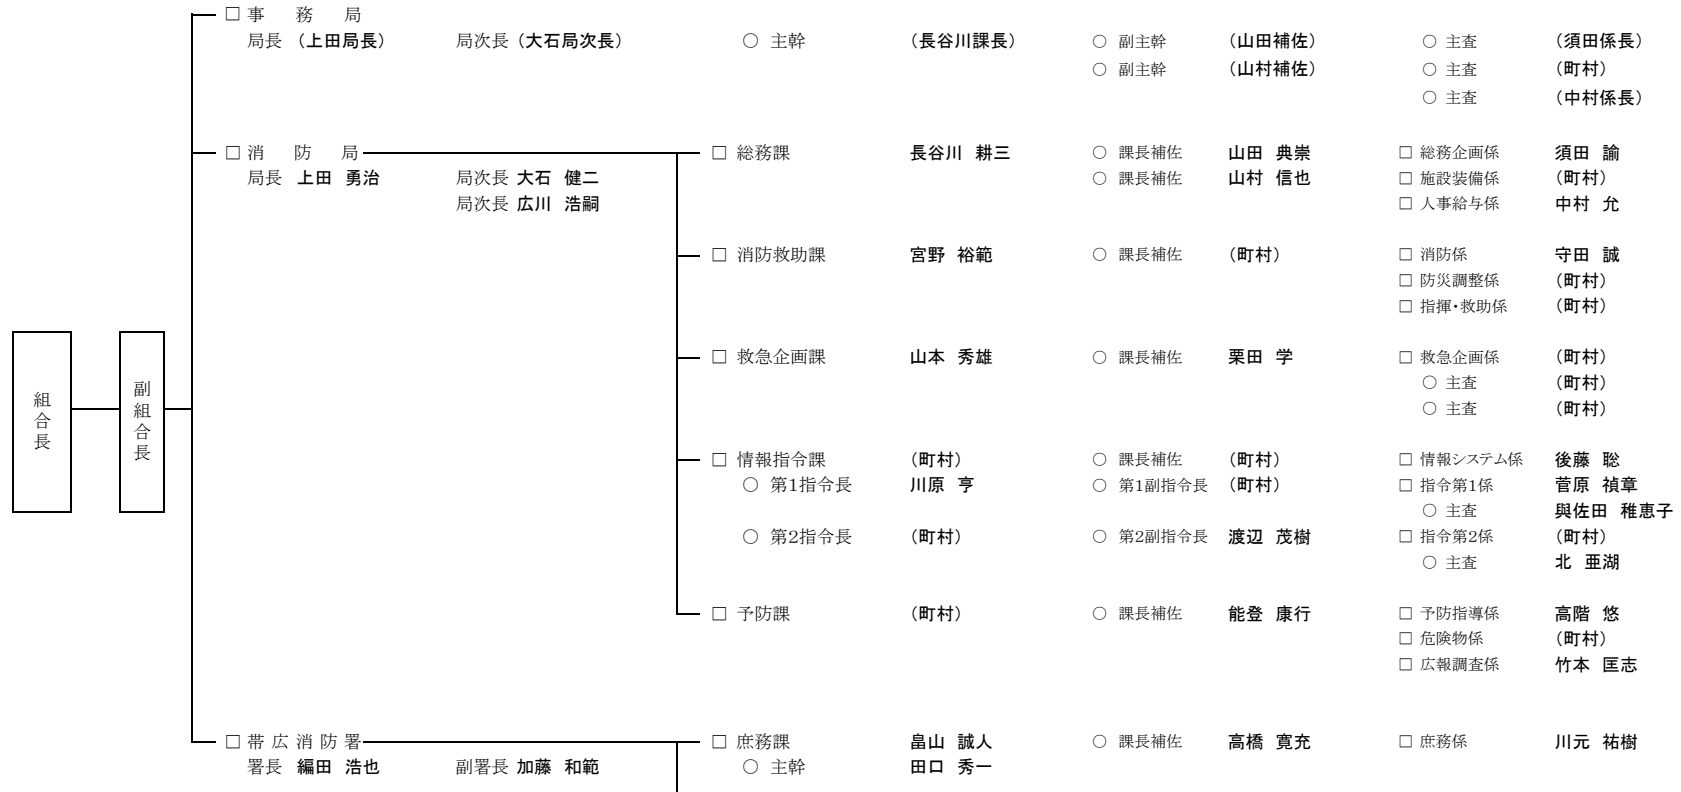 □ 事務局
局長 （上田局長） 局次長 （大石局次長） ○ 主幹 （長谷川課長） ○ 副主幹 （山田補佐） ○ 主査 （須田係長）
○ 副主幹 （山村補佐） ○ 主査 （町村）
○ 主査 （中村係長）
□ 消防局 □ 総務課 長谷川 耕三 ○ 課長補佐 山田 典崇 □ 総務企画係 須田 諭
局長 上田 勇治 局次長 大石 健二 ○ 課長補佐 山村 信也 □ 施設装備係 （町村）
局次長 広川 浩嗣 □ 人事給与係 中村 允
□ 消防救助課 宮野 裕範 ○ 課長補佐 （町村） □ 消防係 守田 誠
□ 防災調整係 （町村）
□ 指揮・救助係 （町村）
□ 救急企画課 山本 秀雄 ○ 課長補佐 栗田 学 □ 救急企画係 （町村）
○ 主査 （町村）
○ 主査 （町村）
組合長
副組合長
□ 情報指令課 （町村） ○ 課長補佐 （町村） □ 情報システム係 後藤 聡
○ 第1指令長 川原 亨 ○ 第1副指令長 （町村） □ 指令第1係 菅原 禎章
○ 主査 與佐田 稚恵子
○ 第2指令長 （町村） ○ 第2副指令長 渡辺 茂樹 □ 指令第2係 （町村）
○ 主査 北 亜湖
□ 予防課 （町村） ○ 課長補佐 能登 康行 □ 予防指導係 高階 悠
□ 危険物係 （町村）
□ 広報調査係 竹本 匡志
□ 帯広消防署 □ 庶務課 畠山 誠人 ○ 課長補佐 高橋 寛充 □ 庶務係 川元 祐樹
署長 編田 浩也 副署長 加藤 和範 ○ 主幹 田口 秀一